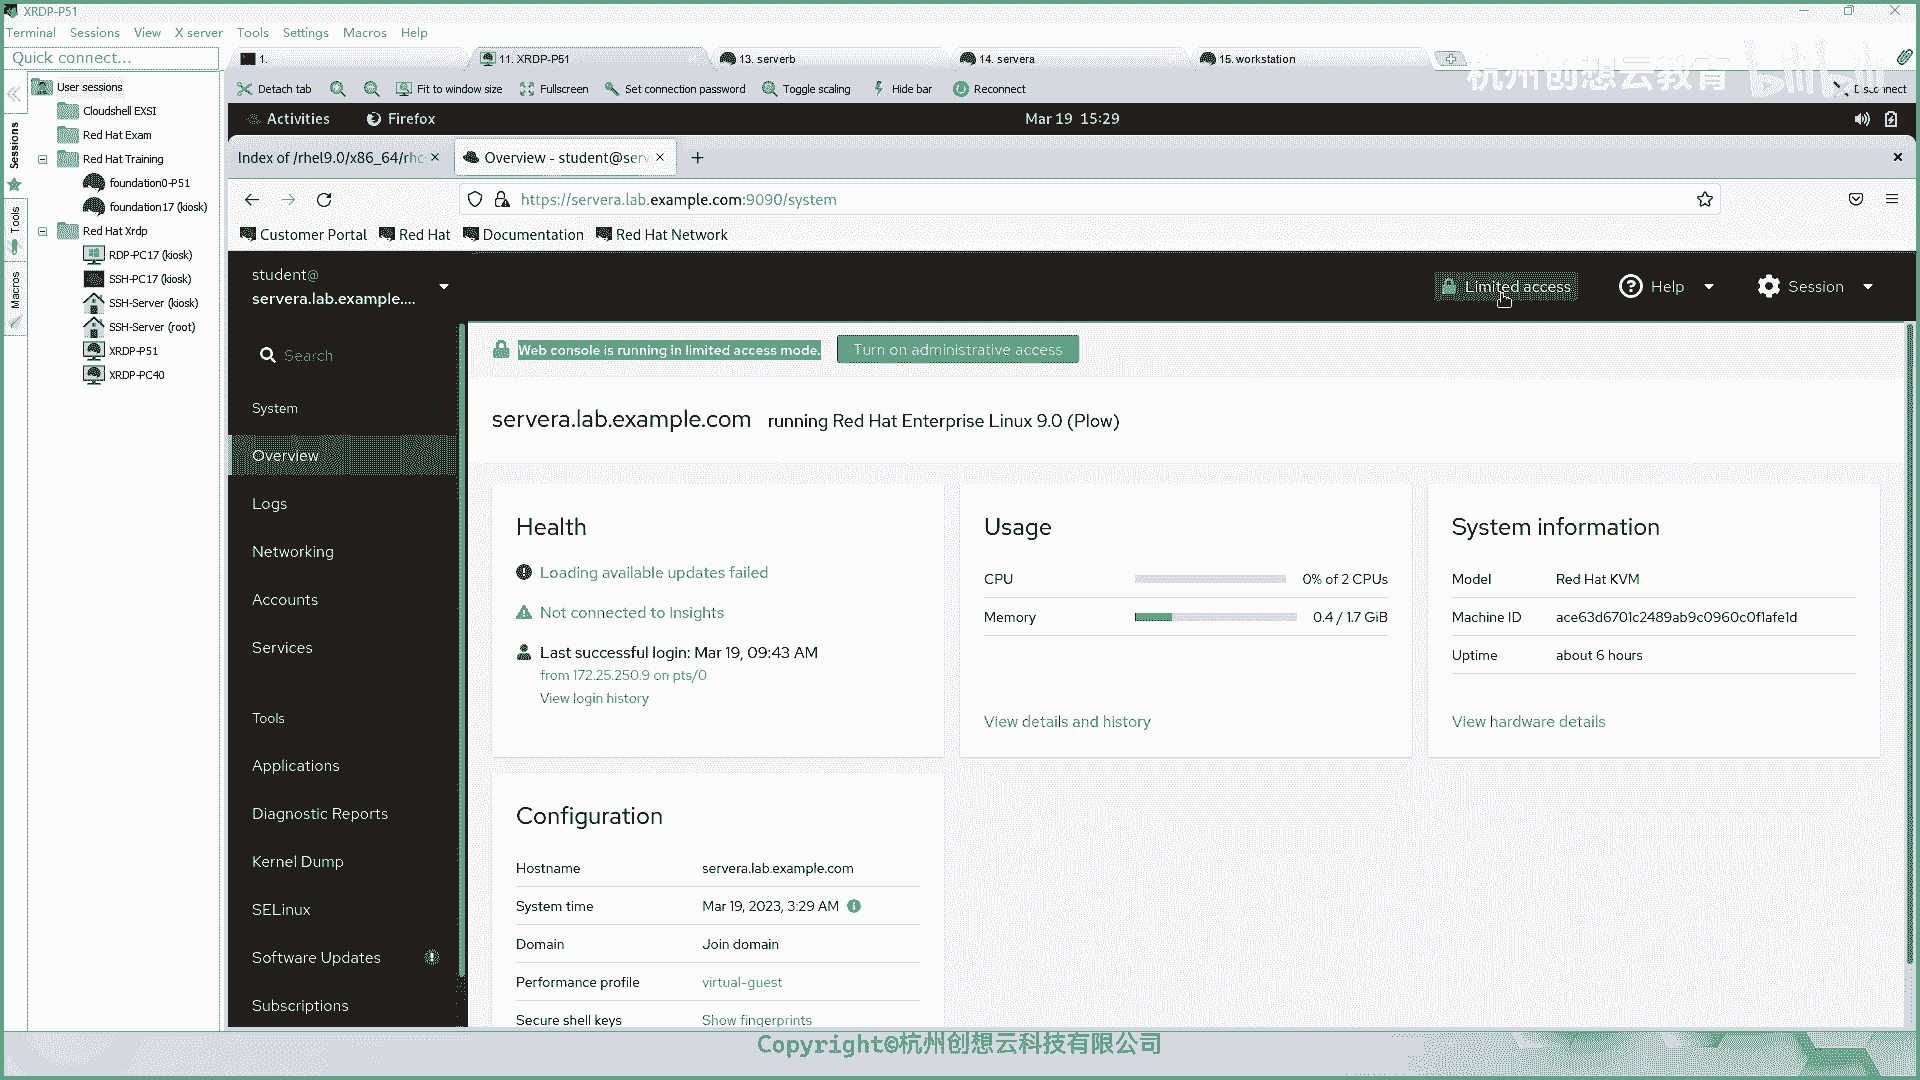 XRDP-P51
Terminal Sessions View X server Tools Settings Macros Help
Quick connect...
1.
11. XRDP-P51
13. serverb
14. servera
15. workstation
Detach tab
Fit to window size
Fullscreen
Set connection password
Toggle scaling
Hide bar
Reconnect
杭州创想云教育
bilibili
Sessions
Tools
Macros
User sessions
Cloudshell EXSI
Red Hat Exam
Red Hat Training
foundation0-P51
foundation17 (kiosk)
Red Hat Xrdp
RDP-PC17 (kiosk)
SSH-PC17 (kiosk)
SSH-Server (kiosk)
SSH-Server (root)
XRDP-P51
XRDP-PC40
Activities
Firefox
Mar 19 15:29
Index of /rhel9.0/x86_64/rhc
Overview - student@serv
https://servera.lab.example.com:9090/system
Customer Portal
Red Hat
Documentation
Red Hat Network
student@
servera.lab.example....
Limited access
Help
Session
Search
System
Overview
Logs
Networking
Accounts
Services
Tools
Applications
Diagnostic Reports
Kernel Dump
SELinux
Software Updates
Subscriptions
Web console is running in limited access mode.
Turn on administrative access
servera.lab.example.com running Red Hat Enterprise Linux 9.0 (Plow)
Health
Loading available updates failed
Not connected to Insights
Last successful login: Mar 19, 09:43 AM
from 172.25.250.9 on pts/0
View login history
Usage
CPU 0% of 2 CPUs
Memory 0.4 / 1.7 GiB
View details and history
System information
Model Red Hat KVM
Machine ID ace63d6701c2489ab9c0960c0f1afe1d
Uptime about 6 hours
View hardware details
Configuration
Hostname servera.lab.example.com
System time Mar 19, 2023, 3:29 AM
Domain Join domain
Performance profile virtual-guest
Secure shell keys Show fingerprints
Copyright©杭州创想云科技有限公司